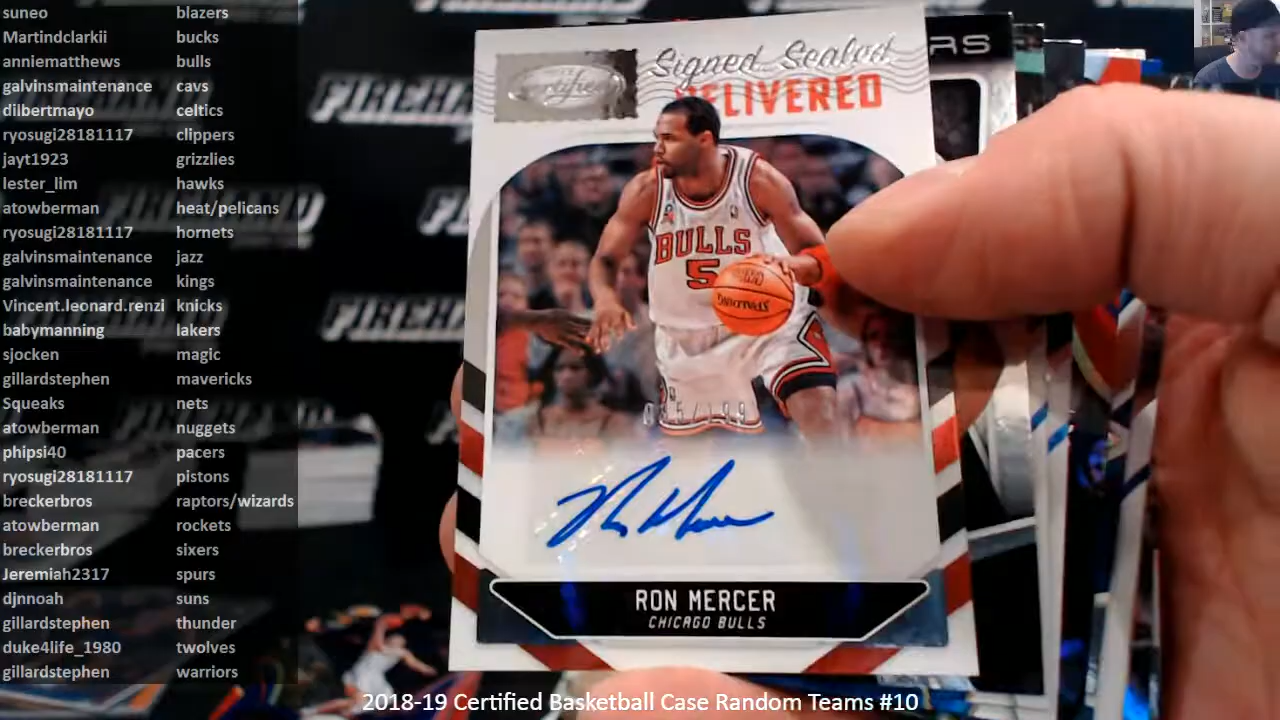 suneo blazers
Martindclarkii bucks
anniematthews bulls
galvinsmaintenance cavs
dilbertmayo celtics
ryosugi28181117 clippers
jayt1923 grizzlies
lester_lim hawks
atowberman heat/pelicans
ryosugi28181117 hornets
galvinsmaintenance jazz
galvinsmaintenance kings
Vincent.leonard.renzi knicks
babymanning lakers
sjocken magic
gillardstephen mavericks
Squeaks nets
atowberman nuggets
phipsi40 pacers
ryosugi28181117 pistons
breckerbros raptors/wizards
atowberman rockets
breckerbros sixers
Jeremiah2317 spurs
djnnoah suns
gillardstephen thunder
duke4life_1980 twolves
gillardstephen warriors
Certified
Signed Sealed
DELIVERED
RS
BULLS
5
RON MERCER
CHICAGO BULLS
2018-19 Certified Basketball Case Random Teams #10